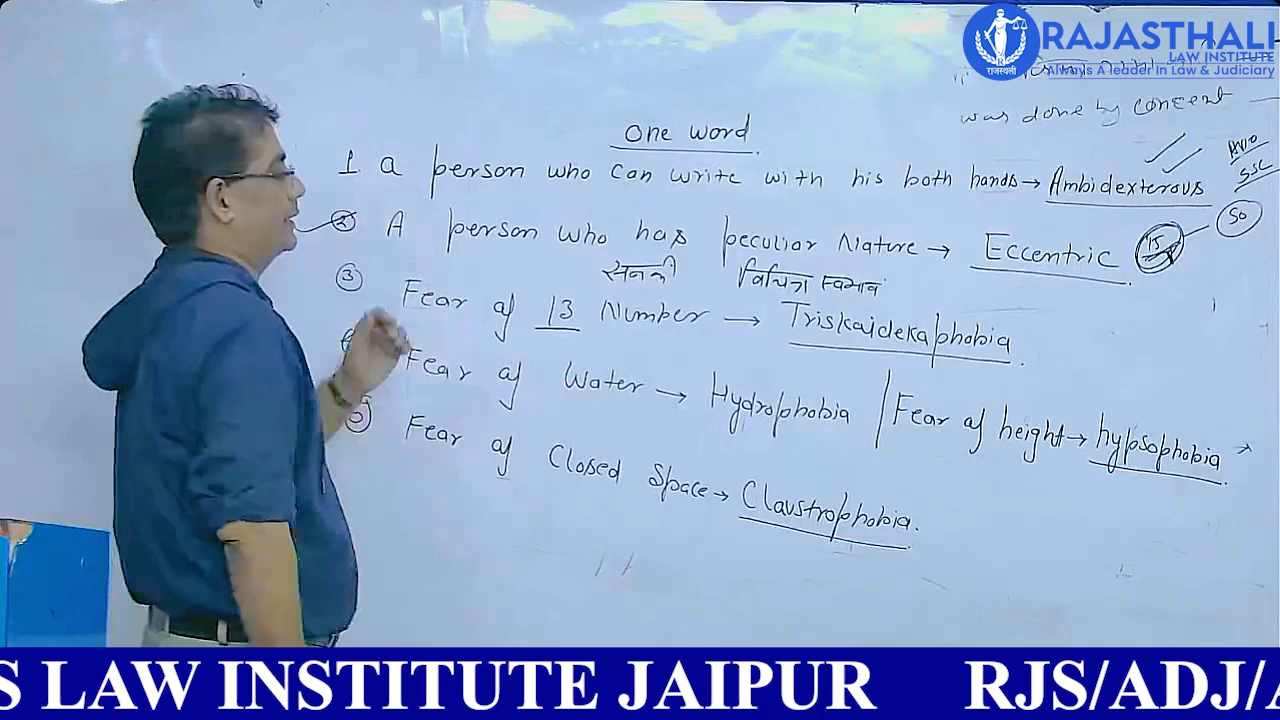 RAJASTHALI
LAW INSTITUTE
राजस्थली
Always A leader In Law & Judiciary
was done by concent
One word
1 a person who can write with his both hands → Ambidexterous
SSC
50
2 A person who has peculiar Nature → Eccentric 15
सनकी विचित्र स्वभाव
3 Fear of 13 Number → Triskaidekaphobia
Fear of Water → Hydrophobia | Fear of height → hypsophobia →
Fear of Closed Space → Claustrophobia.
S LAW INSTITUTE JAIPUR RJS/ADJ/A